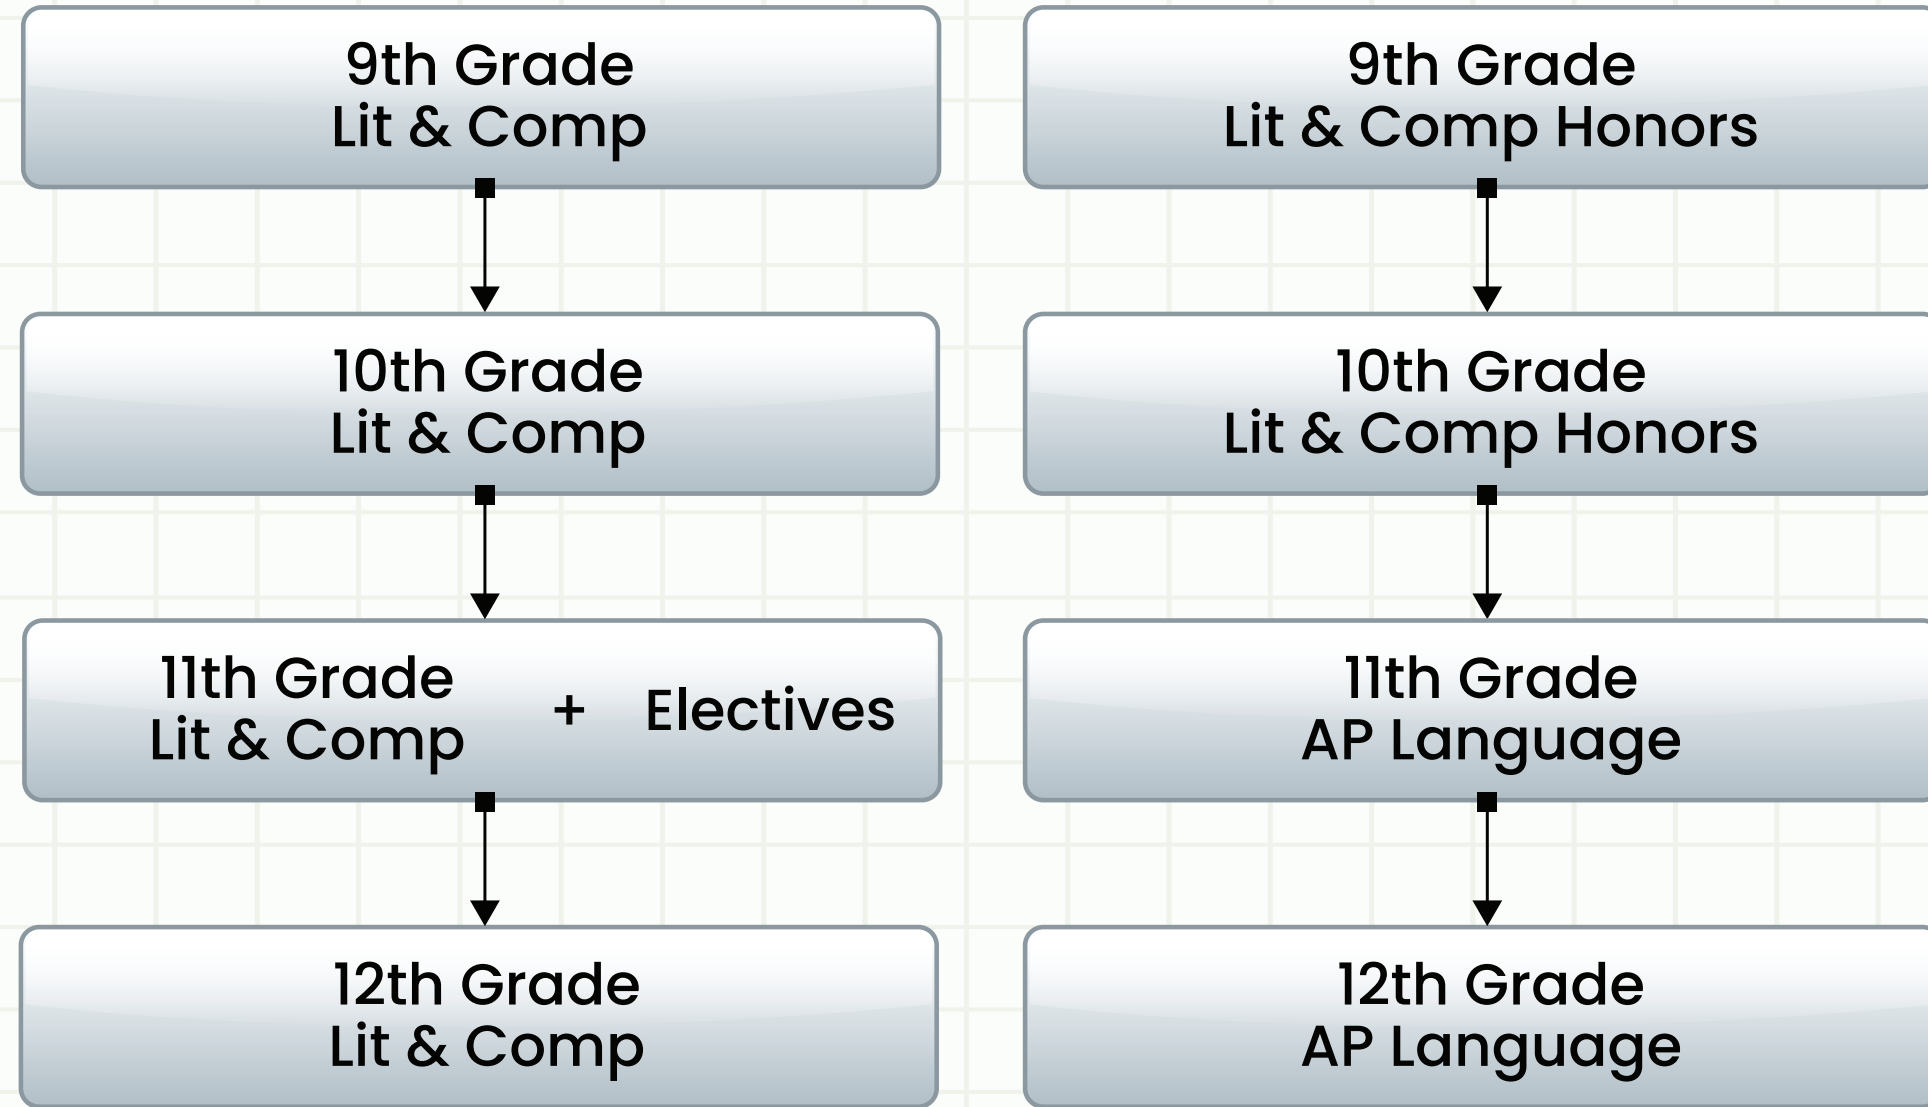 9th Grade
Lit & Comp
10th Grade
Lit & Comp
11th Grade
Lit & Comp
+ Electives
12th Grade
Lit & Comp
9th Grade
Lit & Comp Honors
10th Grade
Lit & Comp Honors
11th Grade
AP Language
12th Grade
AP Language